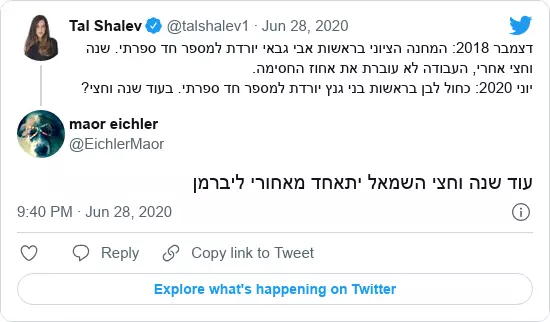 Tal Shalev @talshalev1 · Jun 28, 2020
דצמבר 2018: המחנה הציוני בראשות אבי גבאי יורדת למספר חד ספרתי. שנה
וחצי אחרי, העבודה לא עוברת את אחוז החסימה.
יוני 2020: כחול לבן בראשות בני גנץ יורדת למספר חד ספרתי. בעוד שנה וחצי?
maor eichler
@EichlerMaor
עוד שנה וחצי השמאל יתאחד מאחורי ליברמן
9:40 PM · Jun 28, 2020
Reply Copy link to Tweet
Explore what's happening on Twitter